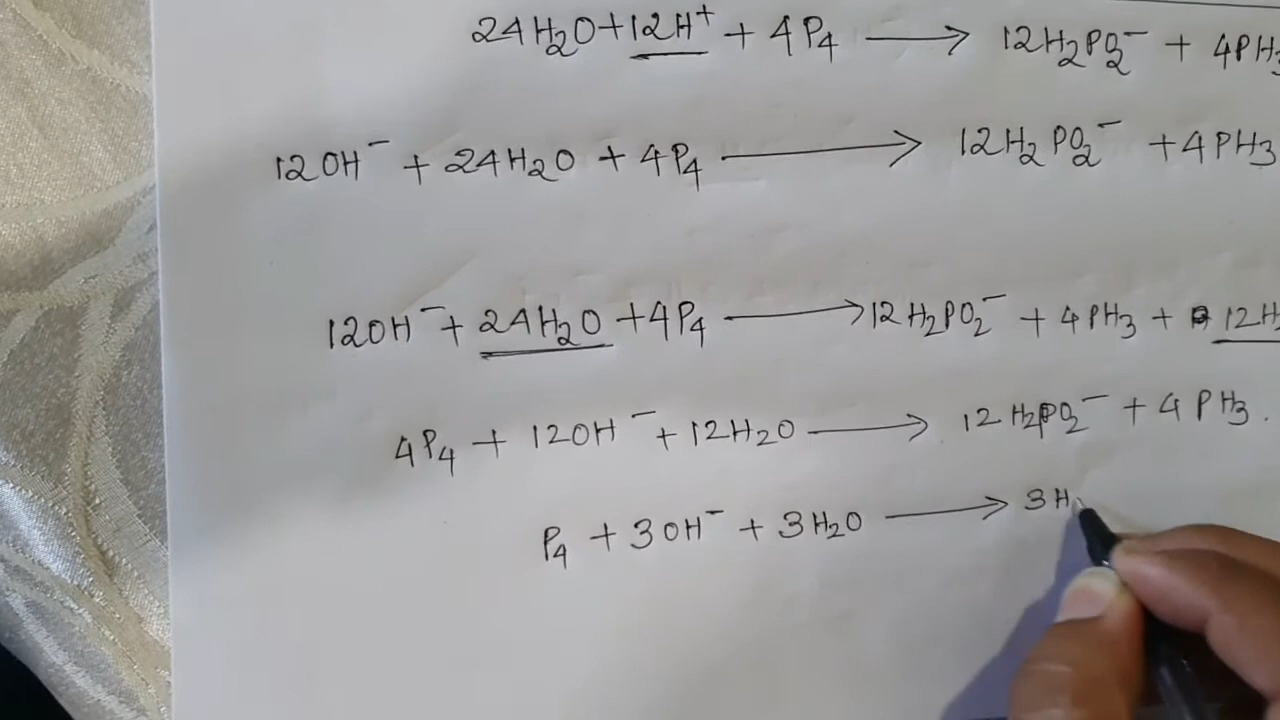 24H₂O + 12H⁺ + 4P₄ ⟶ 12H₂PO₂⁻ + 4PH₃
12OH⁻ + 24H₂O + 4P₄ ⟶ 12H₂PO₂⁻ + 4PH₃
12OH⁻ + 24H₂O + 4P₄ ⟶ 12H₂PO₂⁻ + 4PH₃ + 12H₂
4P₄ + 12OH⁻ + 12H₂O ⟶ 12H₂PO₂⁻ + 4PH₃.
P₄ + 3OH⁻ + 3H₂O ⟶ 3H